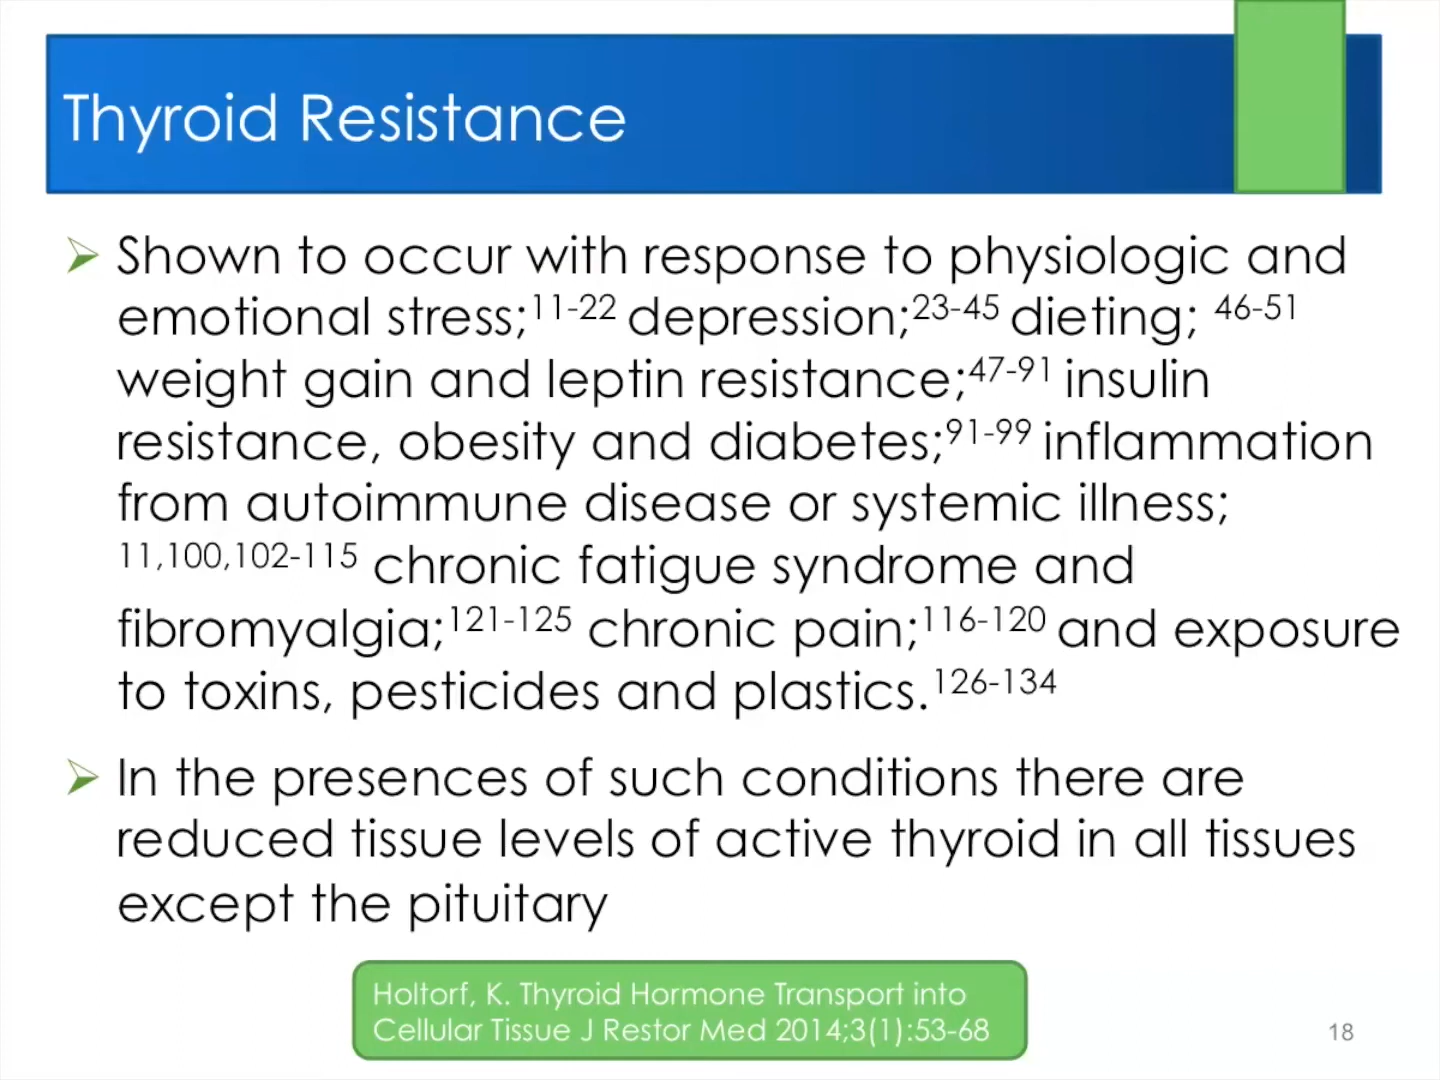 Thyroid Resistance
Shown to occur with response to physiologic and
emotional stress;11-22 depression;23-45 dieting; 46-51
weight gain and leptin resistance;47-91 insulin
resistance, obesity and diabetes;91-99 inflammation
from autoimmune disease or systemic illness;
11,100,102-115 chronic fatigue syndrome and
fibromyalgia;121-125 chronic pain;116-120 and exposure
to toxins, pesticides and plastics.126-134
In the presences of such conditions there are
reduced tissue levels of active thyroid in all tissues
except the pituitary
Holtorf, K. Thyroid Hormone Transport into
Cellular Tissue J Restor Med 2014;3(1):53-68
18